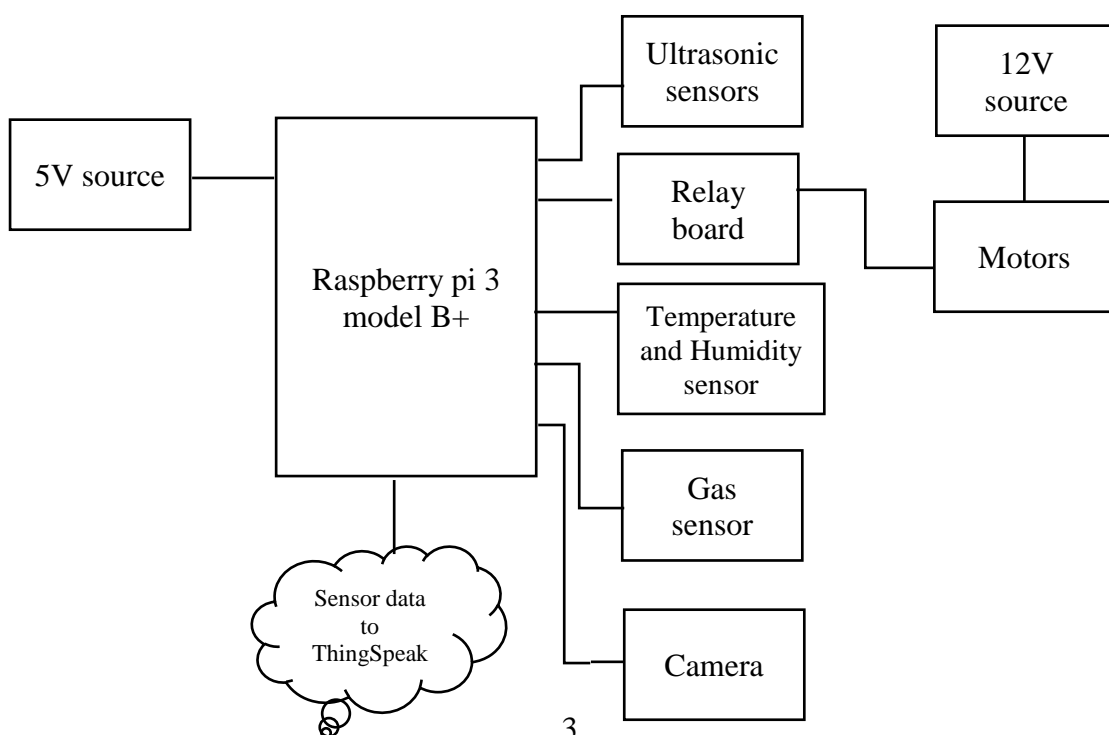 Ultrasonic
sensors
12V
source
5V source
Relay
board
Motors
Raspberry pi 3
model B+
Temperature
and Humidity
sensor
Gas
sensor
Sensor data
to
ThingSpeak
Camera
3